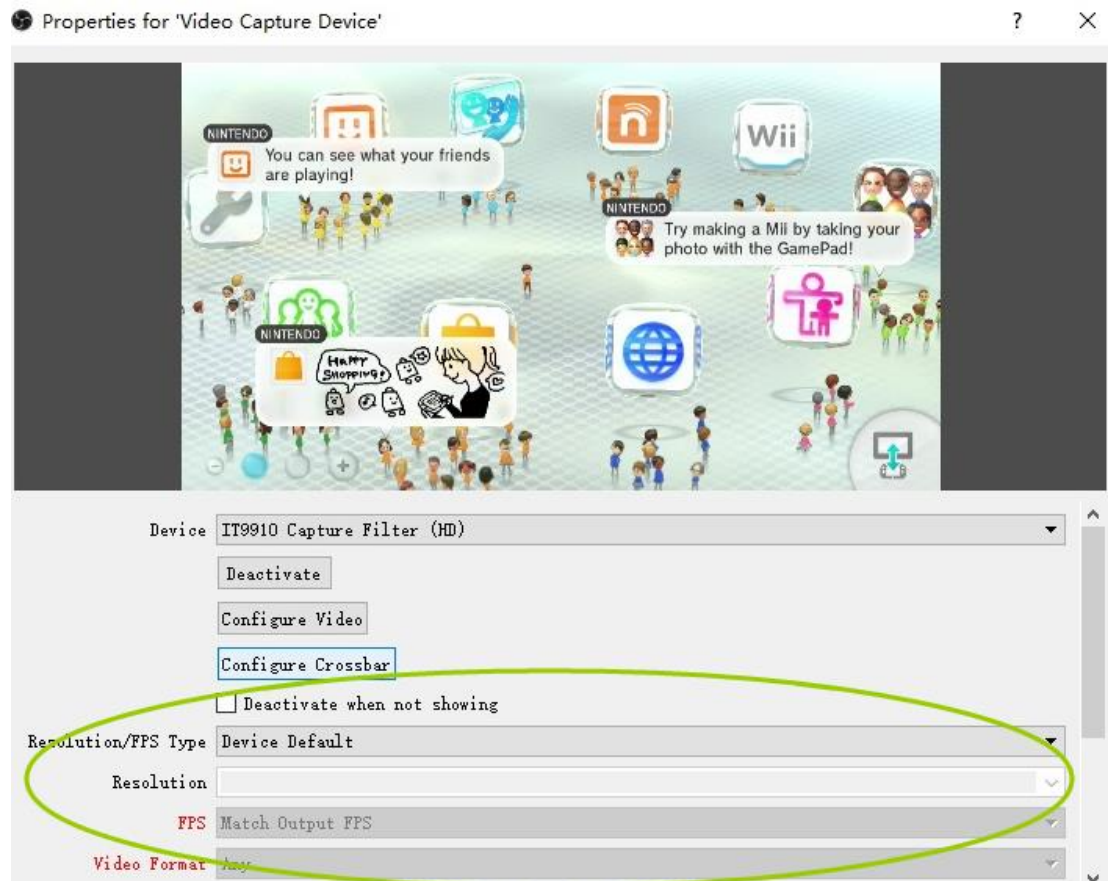 Properties for 'Video Capture Device'
?
NINTENDO
You can see what your friends
are playing!
Wii
NINTENDO
Try making a Mii by taking your
photo with the GamePad!
NINTENDO
HAPPY
SHOPPING!
Device IT9910 Capture Filter (HD)
Deactivate
Configure Video
Configure Crossbar
Deactivate when not showing
Resolution/FPS Type Device Default
Resolution
FPS Match Output FPS
Video Format Any